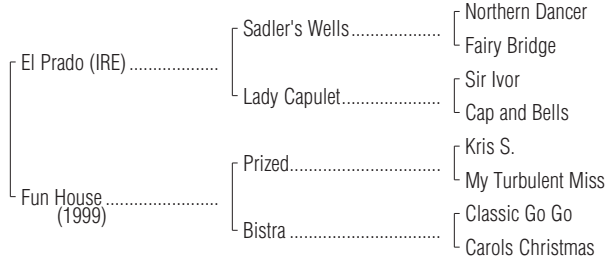 Northern Dancer
Sadler's Wells....................
Fairy Bridge
El Prado (IRE) ....................
Sir Ivor
Lady Capulet......................
Cap and Bells
Kris S.
Prized.................................
My Turbulent Miss
Fun House .........................
(1999)
Classic Go Go
Bistra .................................
Carols Christmas